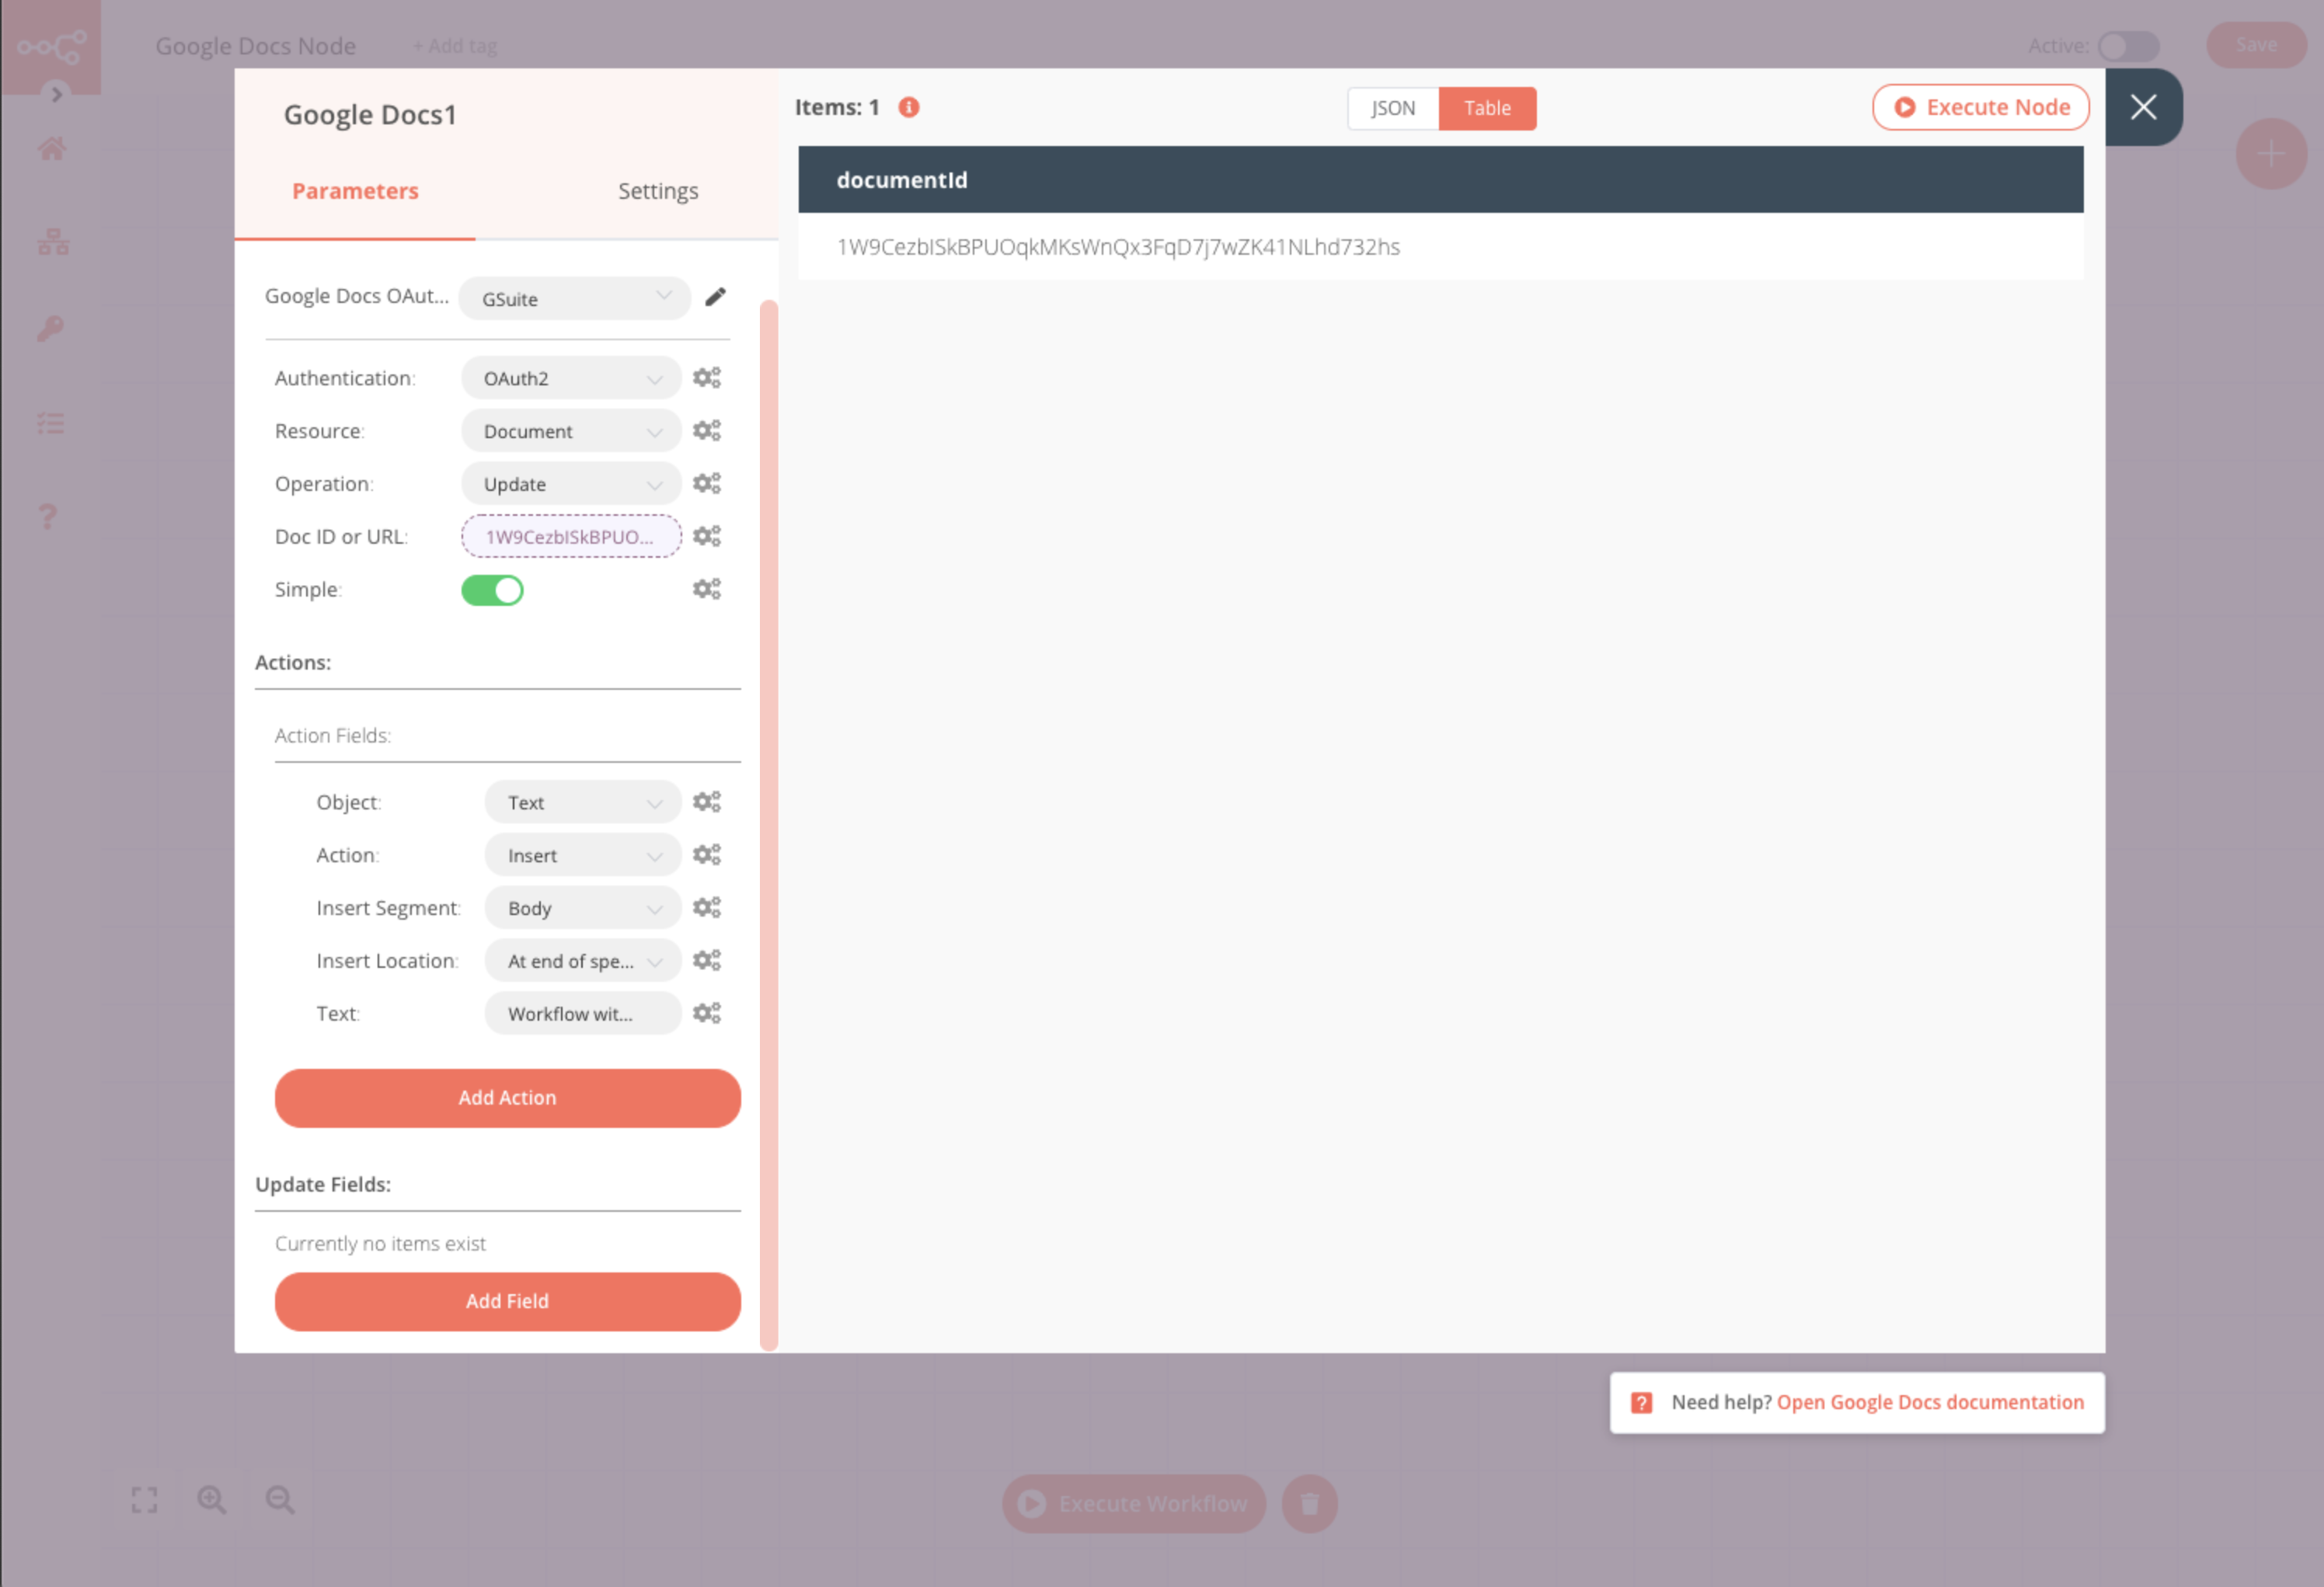 Google Docs Node
+ Add tag
Active:
Save
Google Docs1
Parameters
Settings
Google Docs OAut...
GSuite
Authentication:
OAuth2
Resource:
Document
Operation:
Update
Doc ID or URL:
1W9CezbISkBPUO...
Simple:
Actions:
Action Fields:
Object:
Text
Action:
Insert
Insert Segment:
Body
Insert Location:
At end of spe...
Text:
Workflow wit...
Add Action
Update Fields:
Currently no items exist
Add Field
Items: 1
JSON
Table
Execute Node
documentId
1W9CezbISkBPUOqkMKsWnQx3FqD7j7wZK41NLhd732hs
Need help? Open Google Docs documentation
Execute Workflow